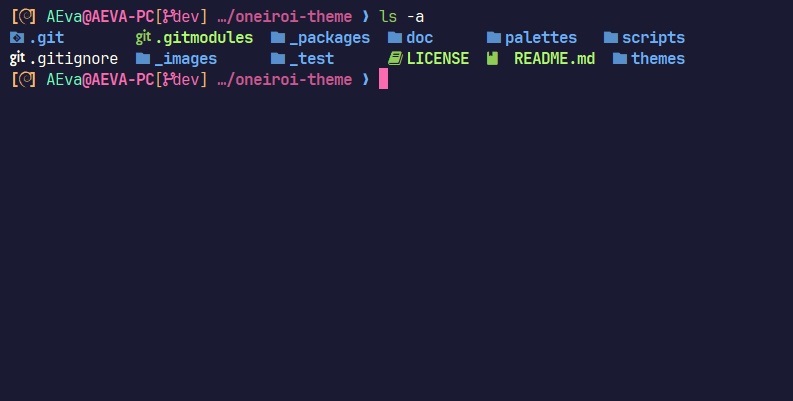 [] AEva@AEVA-PC[dev] …/oneiroi-theme ❯ ls -a
.git .gitmodules _packages doc palettes scripts
git .gitignore _images _test LICENSE README.md themes
[] AEva@AEVA-PC[dev] …/oneiroi-theme ❯